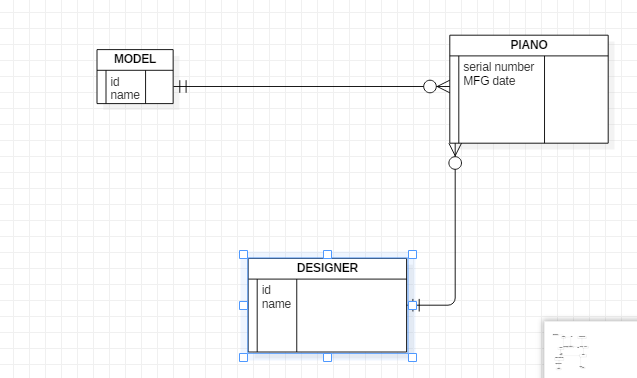 MODEL
id
name
PIANO
serial number
MFG date
DESIGNER
id
name